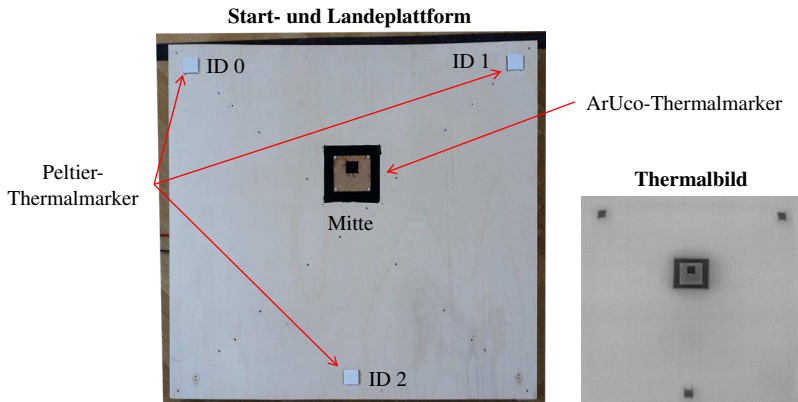 Start- und Landeplattform
ID 0
ID 1
ArUco-Thermalmarker
Peltier-
Thermalmarker
Thermalbild
Mitte
ID 2